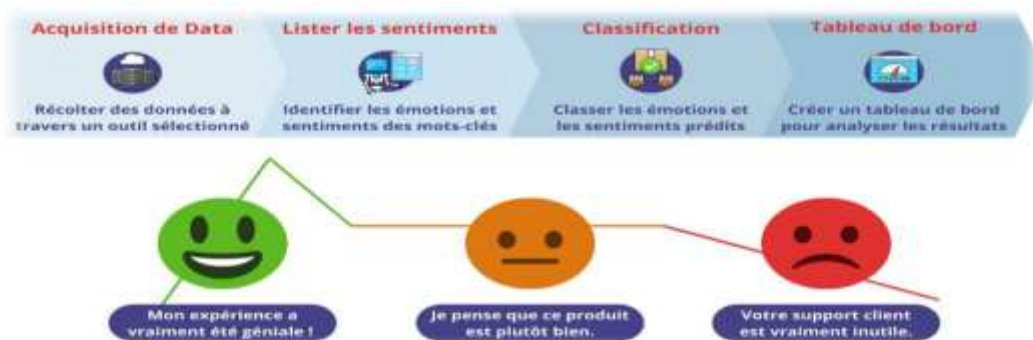 Acquisition de Data
Récolter des données à
travers un outil sélectionné
Lister les sentiments
Identifier les émotions et
sentiments des mots-clés
Classification
Classer les émotions et
les sentiments prédits
Tableau de bord
Créer un tableau de bord
pour analyser les résultats
Mon expérience a
vraiment été géniale !
Je pense que ce produit
est plutôt bien.
Votre support client
est vraiment inutile.